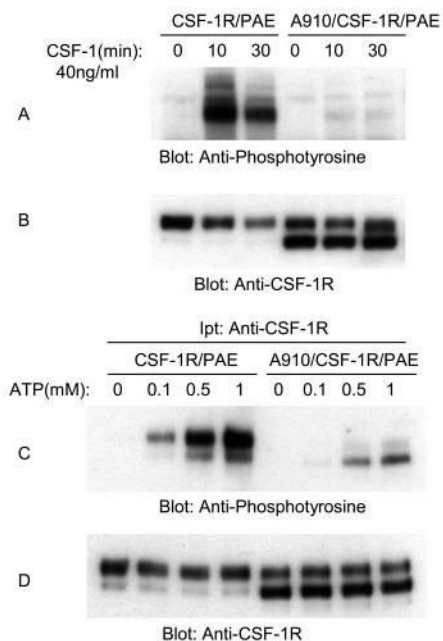 CSF-1R/PAE A910/CSF-1R/PAE
CSF-1(min): 0 10 30 0 10 30
40ng/ml
A
Blot: Anti-Phosphotyrosine
B
Blot: Anti-CSF-1R
Ipt: Anti-CSF-1R
CSF-1R/PAE A910/CSF-1R/PAE
ATP(mM): 0 0.1 0.5 1 0 0.1 0.5 1
C
Blot: Anti-Phosphotyrosine
D
Blot: Anti-CSF-1R